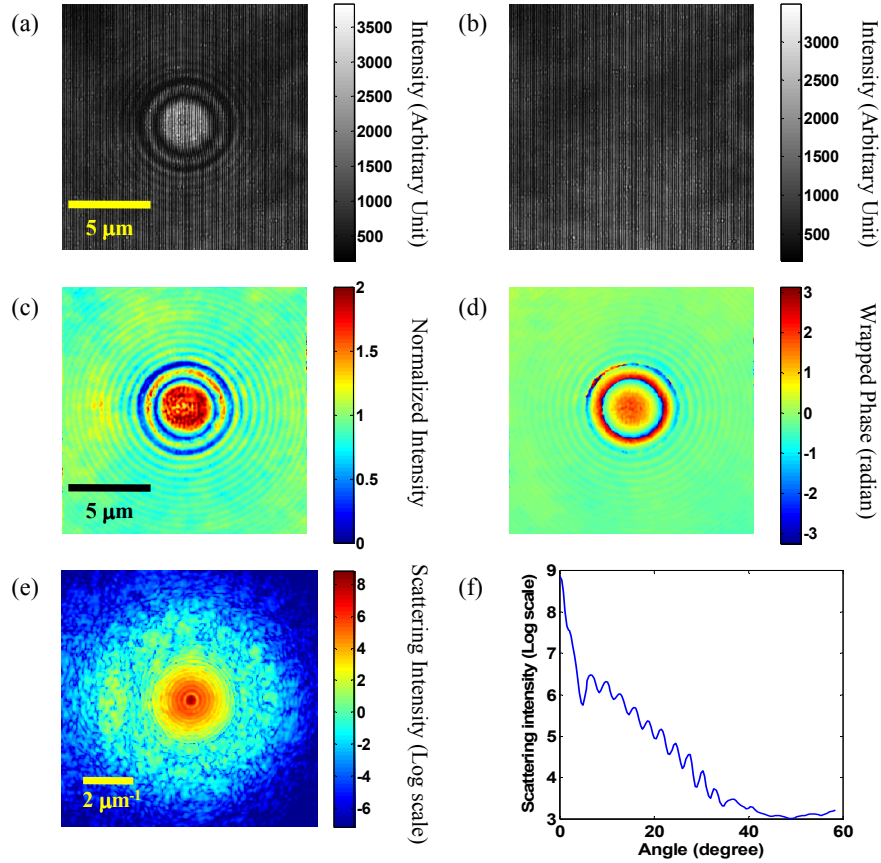 (a)
3500
3000
2500
2000
1500
1000
500
Intensity (Arbitrary Unit)
5 μm
(b)
3000
2500
2000
1500
1000
500
Intensity (Arbitrary Unit)
(c)
2
1.5
1
0.5
0
Normalized Intensity
5 μm
(d)
3
2
1
0
-1
-2
-3
Wrapped Phase (radian)
(e)
8
6
4
2
0
-2
-4
-6
Scattering Intensity (Log scale)
2 μm⁻¹
(f)
Scattering intensity (Log scale)
9
8
7
6
5
4
3
0
20
40
60
Angle (degree)